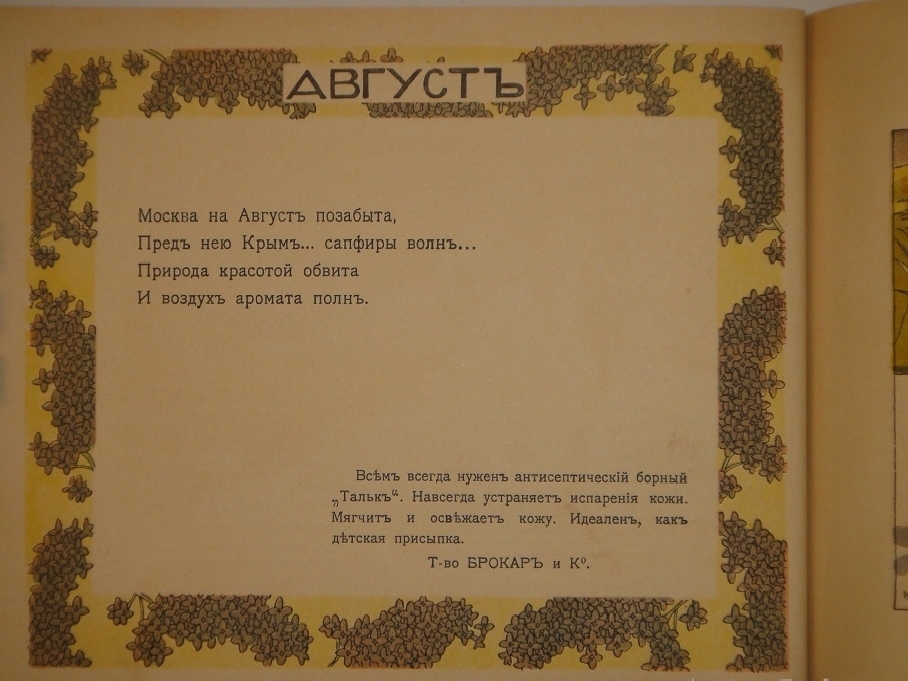 АВГУСТЪ
Москва на Августъ позабыта,
Предъ нею Крымъ... сапфиры волнъ...
Природа красотой обвита
И воздухъ аромата полнъ.
Всѣмъ всегда нуженъ антисептическій борный
„Талькъ“. Навсегда устраняетъ испаренія кожи.
Мягчитъ и освѣжаетъ кожу. Идеаленъ, какъ
дѣтская присыпка.
Т-во БРОКАРЪ и Кº.